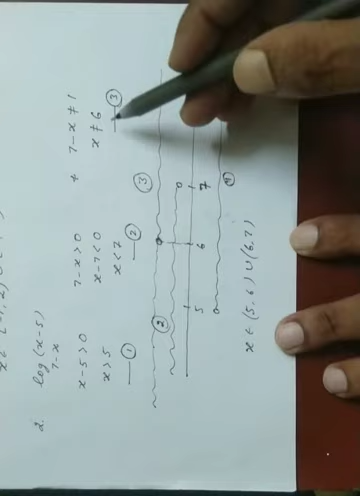 2. log (x-5)
7-x
x-5>0 7-x>0 & 7-x≠1
x>5 x-7<0 x≠6
① x<7 ③
②
② ③
5 6 7
x ∈ (5,6) ∪ (6,7)